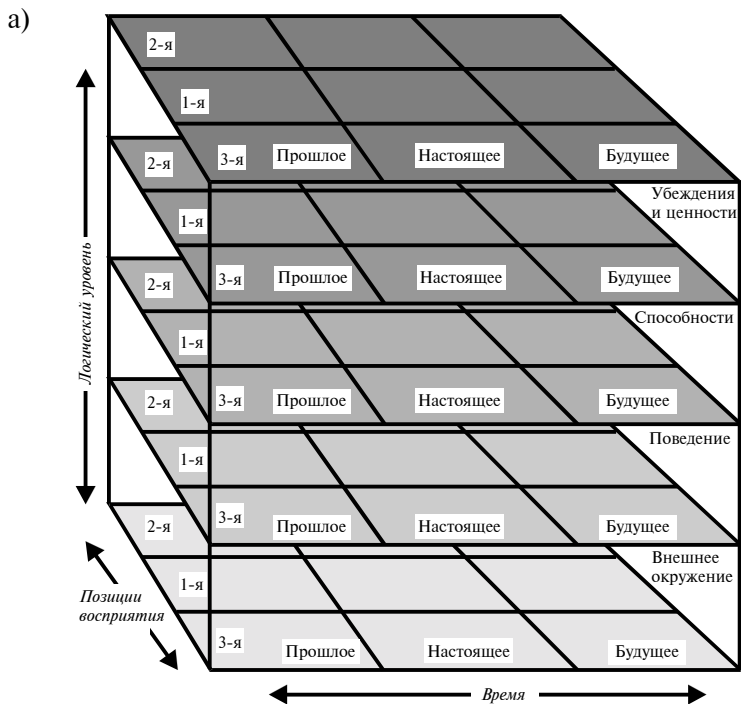 а)
2-я
1-я
3-я Прошлое Настоящее Будущее
2-я
Убеждения
и ценности
1-я
3-я Прошлое Настоящее Будущее
2-я
Способности
1-я
3-я Прошлое Настоящее Будущее
2-я
Поведение
1-я
3-я Прошлое Настоящее Будущее
2-я
Внешнее
окружение
1-я
3-я Прошлое Настоящее Будущее
Логический уровень
Позиции
восприятия
Время